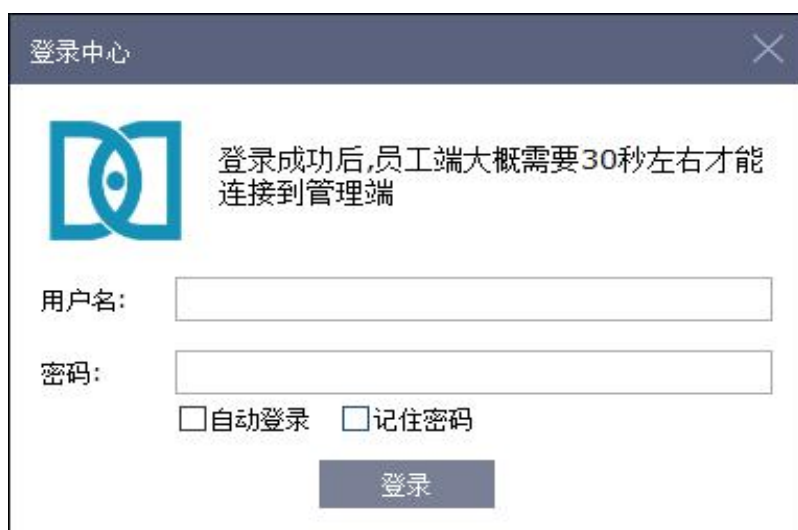 登录中心
登录成功后,员工端大概需要30秒左右才能
连接到管理端
用户名:
密码:
自动登录 记住密码
登录